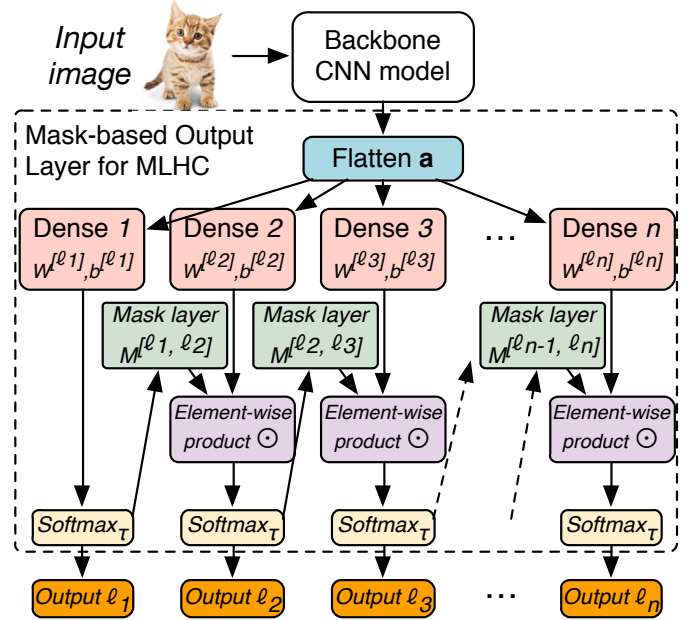 Input
image
Backbone
CNN model
Mask-based Output
Layer for MLHC
Flatten a
Dense 1
W[ℓ1],b[ℓ1]
Dense 2
W[ℓ2],b[ℓ2]
Dense 3
W[ℓ3],b[ℓ3]
...
Dense n
W[ℓn],b[ℓn]
Mask layer
M[ℓ1, ℓ2]
Mask layer
M[ℓ2, ℓ3]
Mask layer
M[ℓn-1, ℓn]
Element-wise
product ⊙
Element-wise
product ⊙
Element-wise
product ⊙
Softmaxτ
Softmaxτ
Softmaxτ
Softmaxτ
Output ℓ1
Output ℓ2
Output ℓ3
...
Output ℓn